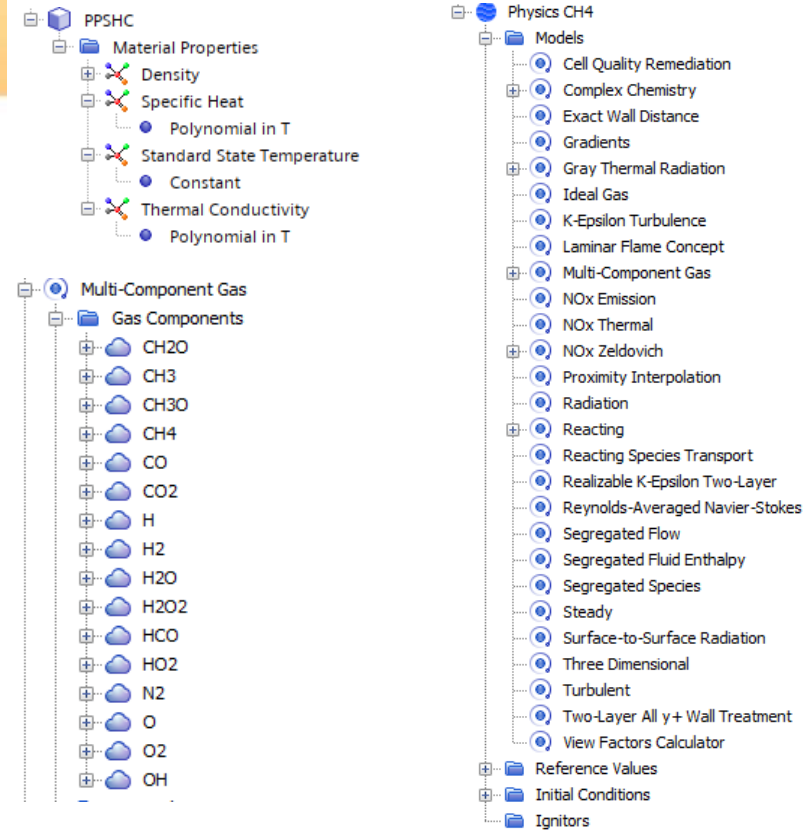 PPSHC
Material Properties
Density
Specific Heat
Polynomial in T
Standard State Temperature
Constant
Thermal Conductivity
Polynomial in T
Multi-Component Gas
Gas Components
CH2O
CH3
CH3O
CH4
CO
CO2
H
H2
H2O
H2O2
HCO
HO2
N2
O
O2
OH
Physics CH4
Models
Cell Quality Remediation
Complex Chemistry
Exact Wall Distance
Gradients
Gray Thermal Radiation
Ideal Gas
K-Epsilon Turbulence
Laminar Flame Concept
Multi-Component Gas
NOx Emission
NOx Thermal
NOx Zeldovich
Proximity Interpolation
Radiation
Reacting
Reacting Species Transport
Realizable K-Epsilon Two-Layer
Reynolds-Averaged Navier-Stokes
Segregated Flow
Segregated Fluid Enthalpy
Segregated Species
Steady
Surface-to-Surface Radiation
Three Dimensional
Turbulent
Two-Layer All y+ Wall Treatment
View Factors Calculator
Reference Values
Initial Conditions
Ignitors